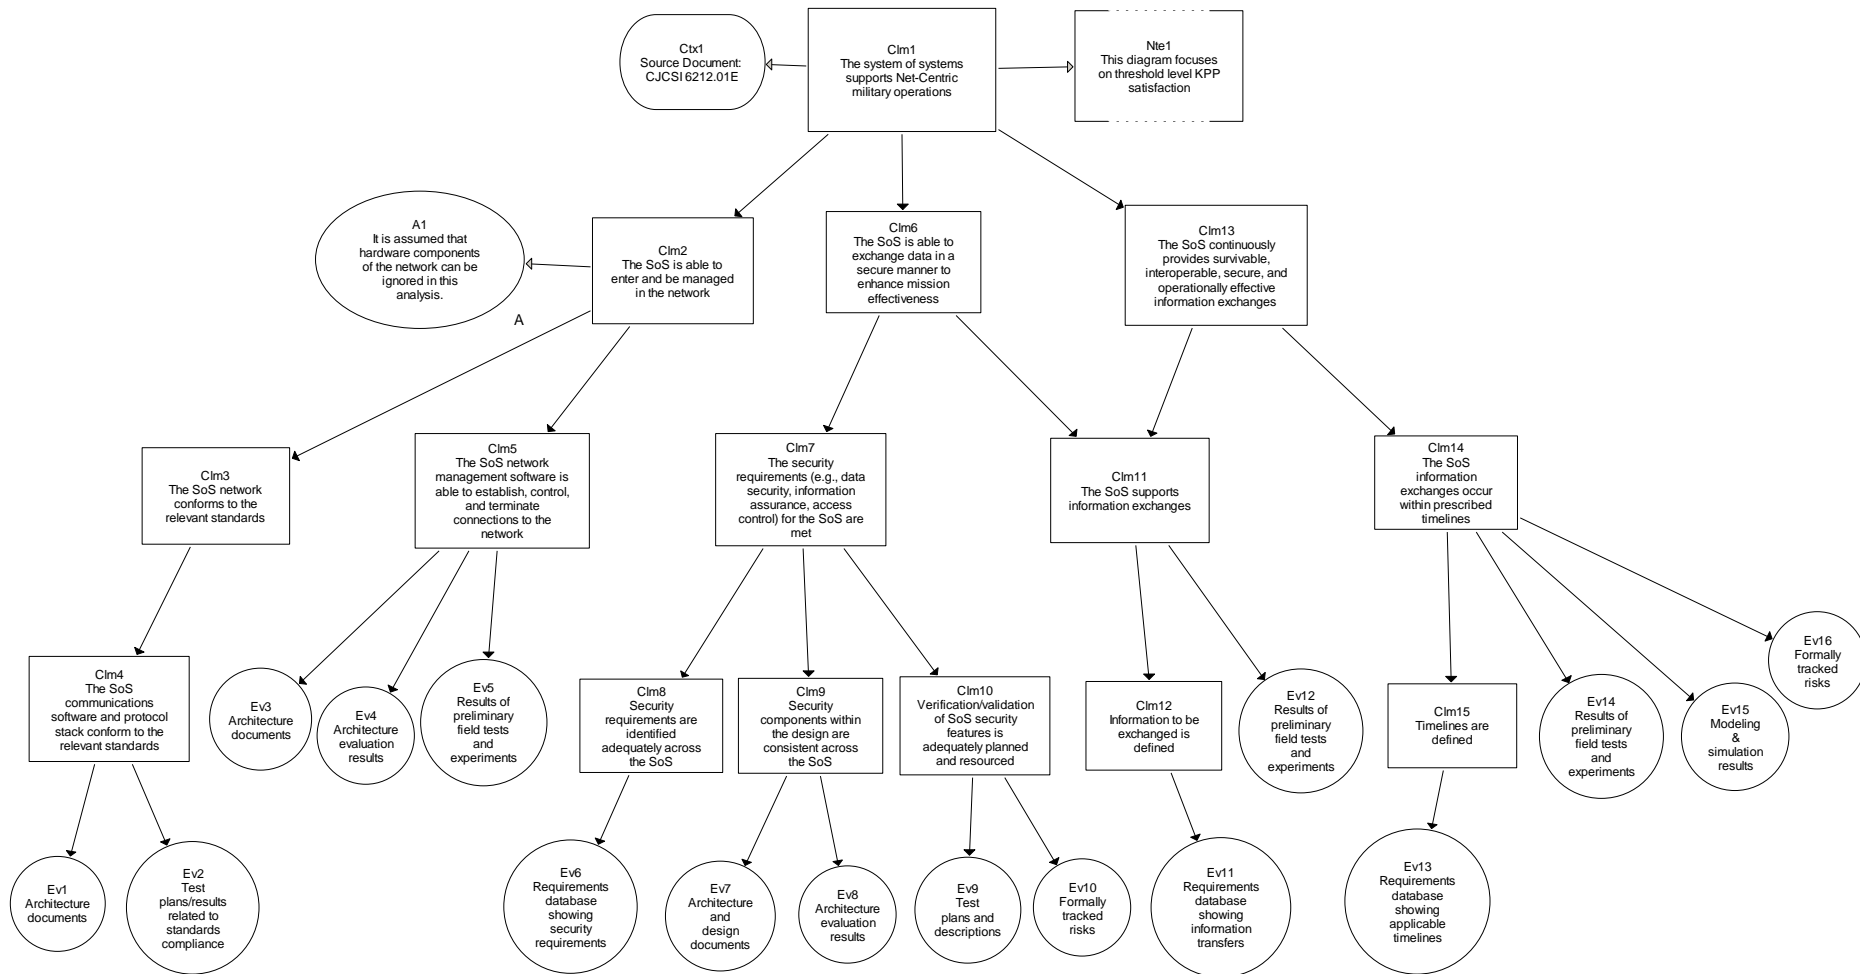 Ctx1
Source Document:
CJCSI 6212.01E
Clm1
The system of systems
supports Net-Centric
military operations
Nte1
This diagram focuses
on threshold level KPP
satisfaction
A1
It is assumed that
hardware components
of the network can be
ignored in this
analysis.
A
Clm2
The SoS is able to
enter and be managed
in the network
Clm6
The SoS is able to
exchange data in a
secure manner to
enhance mission
effectiveness
Clm13
The SoS continuously
provides survivable,
interoperable, secure, and
operationally effective
information exchanges
Clm3
The SoS network
conforms to the
relevant standards
Clm5
The SoS network
management software is
able to establish, control,
and terminate
connections to the
network
Clm7
The security
requirements (e.g., data
security, information
assurance, access
control) for the SoS are
met
Clm11
The SoS supports
information exchanges
Clm14
The SoS
information
exchanges occur
within prescribed
timelines
Clm4
The SoS
communications
software and protocol
stack conform to the
relevant standards
Ev3
Architecture
documents
Ev4
Architecture
evaluation
results
Ev5
Results of
preliminary
field tests
and
experiments
Clm8
Security
requirements are
identified
adequately across
the SoS
Clm9
Security
components within
the design are
consistent across
the SoS
Clm10
Verification/validation
of SoS security
features is
adequately planned
and resourced
Clm12
Information to be
exchanged is
defined
Ev12
Results of
preliminary
field tests
and
experiments
Clm15
Timelines are
defined
Ev14
Results of
preliminary
field tests
and
experiments
Ev15
Modeling
&
simulation
results
Ev16
Formally
tracked
risks
Ev1
Architecture
documents
Ev2
Test
plans/results
related to
standards
compliance
Ev6
Requirements
database
showing
security
requirements
Ev7
Architecture
and
design
documents
Ev8
Architecture
evaluation
results
Ev9
Test
plans and
descriptions
Ev10
Formally
tracked
risks
Ev11
Requirements
database
showing
information
transfers
Ev13
Requirements
database
showing
applicable
timelines